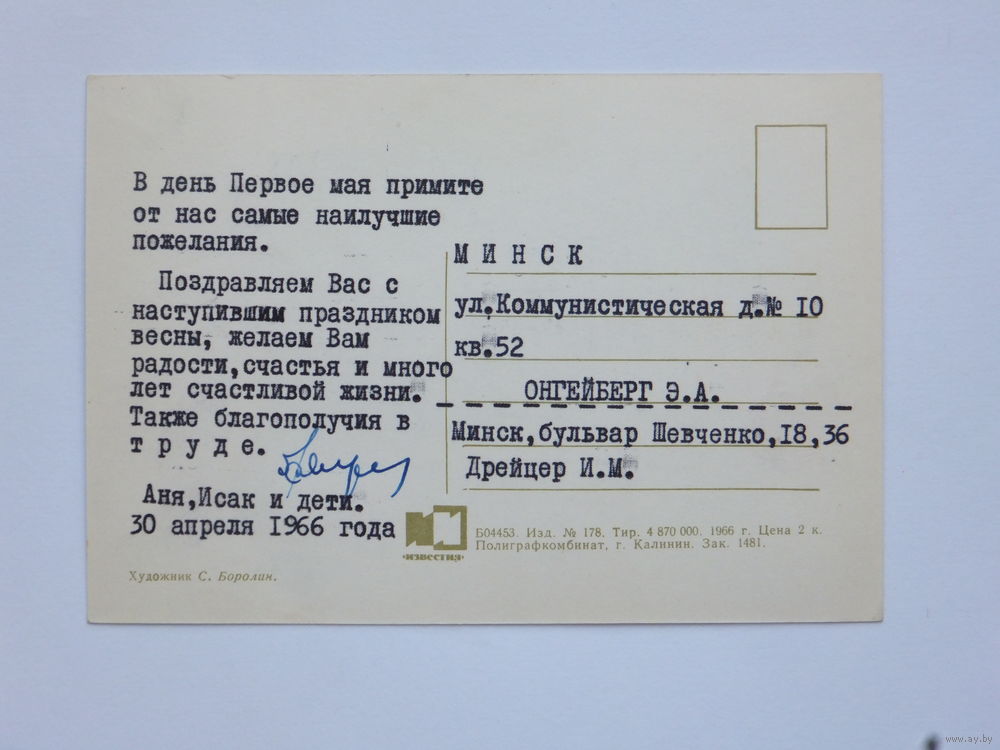 В день Первое мая примите
от нас самые наилучшие
пожелания.
Поздравляем Вас с
наступившим праздником
весны, желаем Вам
радости,счастья и много
лет счастливой жизни.
Также благополучия в
т р у д е.
Аня,Исак и дети.
30 апреля 1966 года
Художник С. Боролин.
М И Н С К
ул.Коммунистическая д.№ 10
кв.52
ОНГЕЙБЕРГ Э.А.
Минск,бульвар Шевченко,18,36
Дрейцер И.М.
·известия·
Б04453. Изд. № 178. Тир. 4 870 000. 1966 г. Цена 2 к.
Полиграфкомбинат, г. Калинин. Зак. 1481.
www.ay.by